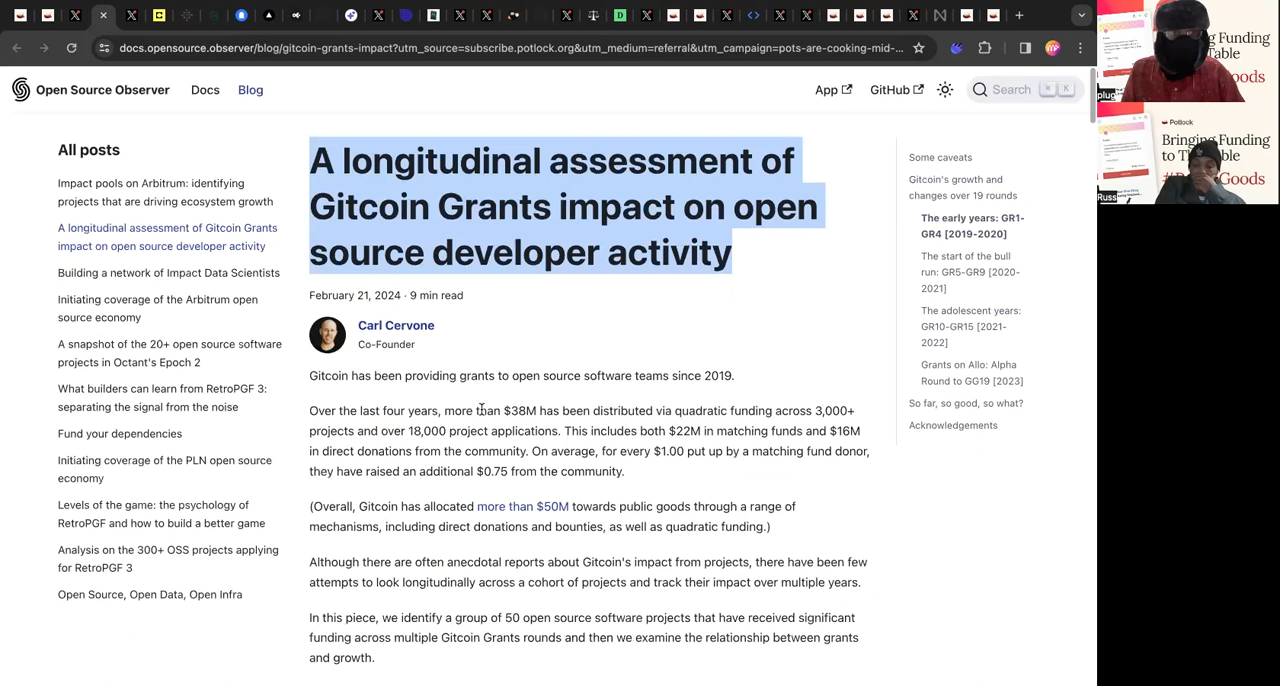 docs.opensource.observer/blog/gitcoin-grants-impact?utm_source=subscribe.potlock.org&utm_medium=referral&utm_campaign=pots-are-cooking-mid-...
Open Source Observer
Docs
Blog
App
GitHub
Search
⌘
K
All posts
Impact pools on Arbitrum: identifying
projects that are driving ecosystem growth
A longitudinal assessment of Gitcoin Grants
impact on open source developer activity
Building a network of Impact Data Scientists
Initiating coverage of the Arbitrum open
source economy
A snapshot of the 20+ open source software
projects in Octant's Epoch 2
What builders can learn from RetroPGF 3:
separating the signal from the noise
Fund your dependencies
Initiating coverage of the PLN open source
economy
Levels of the game: the psychology of
RetroPGF and how to build a better game
Analysis on the 300+ OSS projects applying
for RetroPGF 3
Open Source, Open Data, Open Infra
A longitudinal assessment of
Gitcoin Grants impact on open
source developer activity
February 21, 2024 · 9 min read
Carl Cervone
Co-Founder
Gitcoin has been providing grants to open source software teams since 2019.
Over the last four years, more than $38M has been distributed via quadratic funding across 3,000+
projects and over 18,000 project applications. This includes both $22M in matching funds and $16M
in direct donations from the community. On average, for every $1.00 put up by a matching fund donor,
they have raised an additional $0.75 from the community.
(Overall, Gitcoin has allocated more than $50M towards public goods through a range of
mechanisms, including direct donations and bounties, as well as quadratic funding.)
Although there are often anecdotal reports about Gitcoin's impact from projects, there have been few
attempts to look longitudinally across a cohort of projects and track their impact over multiple years.
In this piece, we identify a group of 50 open source software projects that have received significant
funding across multiple Gitcoin Grants rounds and then we examine the relationship between grants
and growth.
Some caveats
Gitcoin's growth and
changes over 19 rounds
The early years: GR1-
GR4 [2019-2020]
The start of the bull
run: GR5-GR9 [2020-
2021]
The adolescent years:
GR10-GR15 [2021-
2022]
Grants on Allo: Alpha
Round to GG19 [2023]
So far, so good, so what?
Acknowledgements
g Funding
Table
oods
plug
Potlock
Bringing Funding
to Th Table
# Goods
Russ